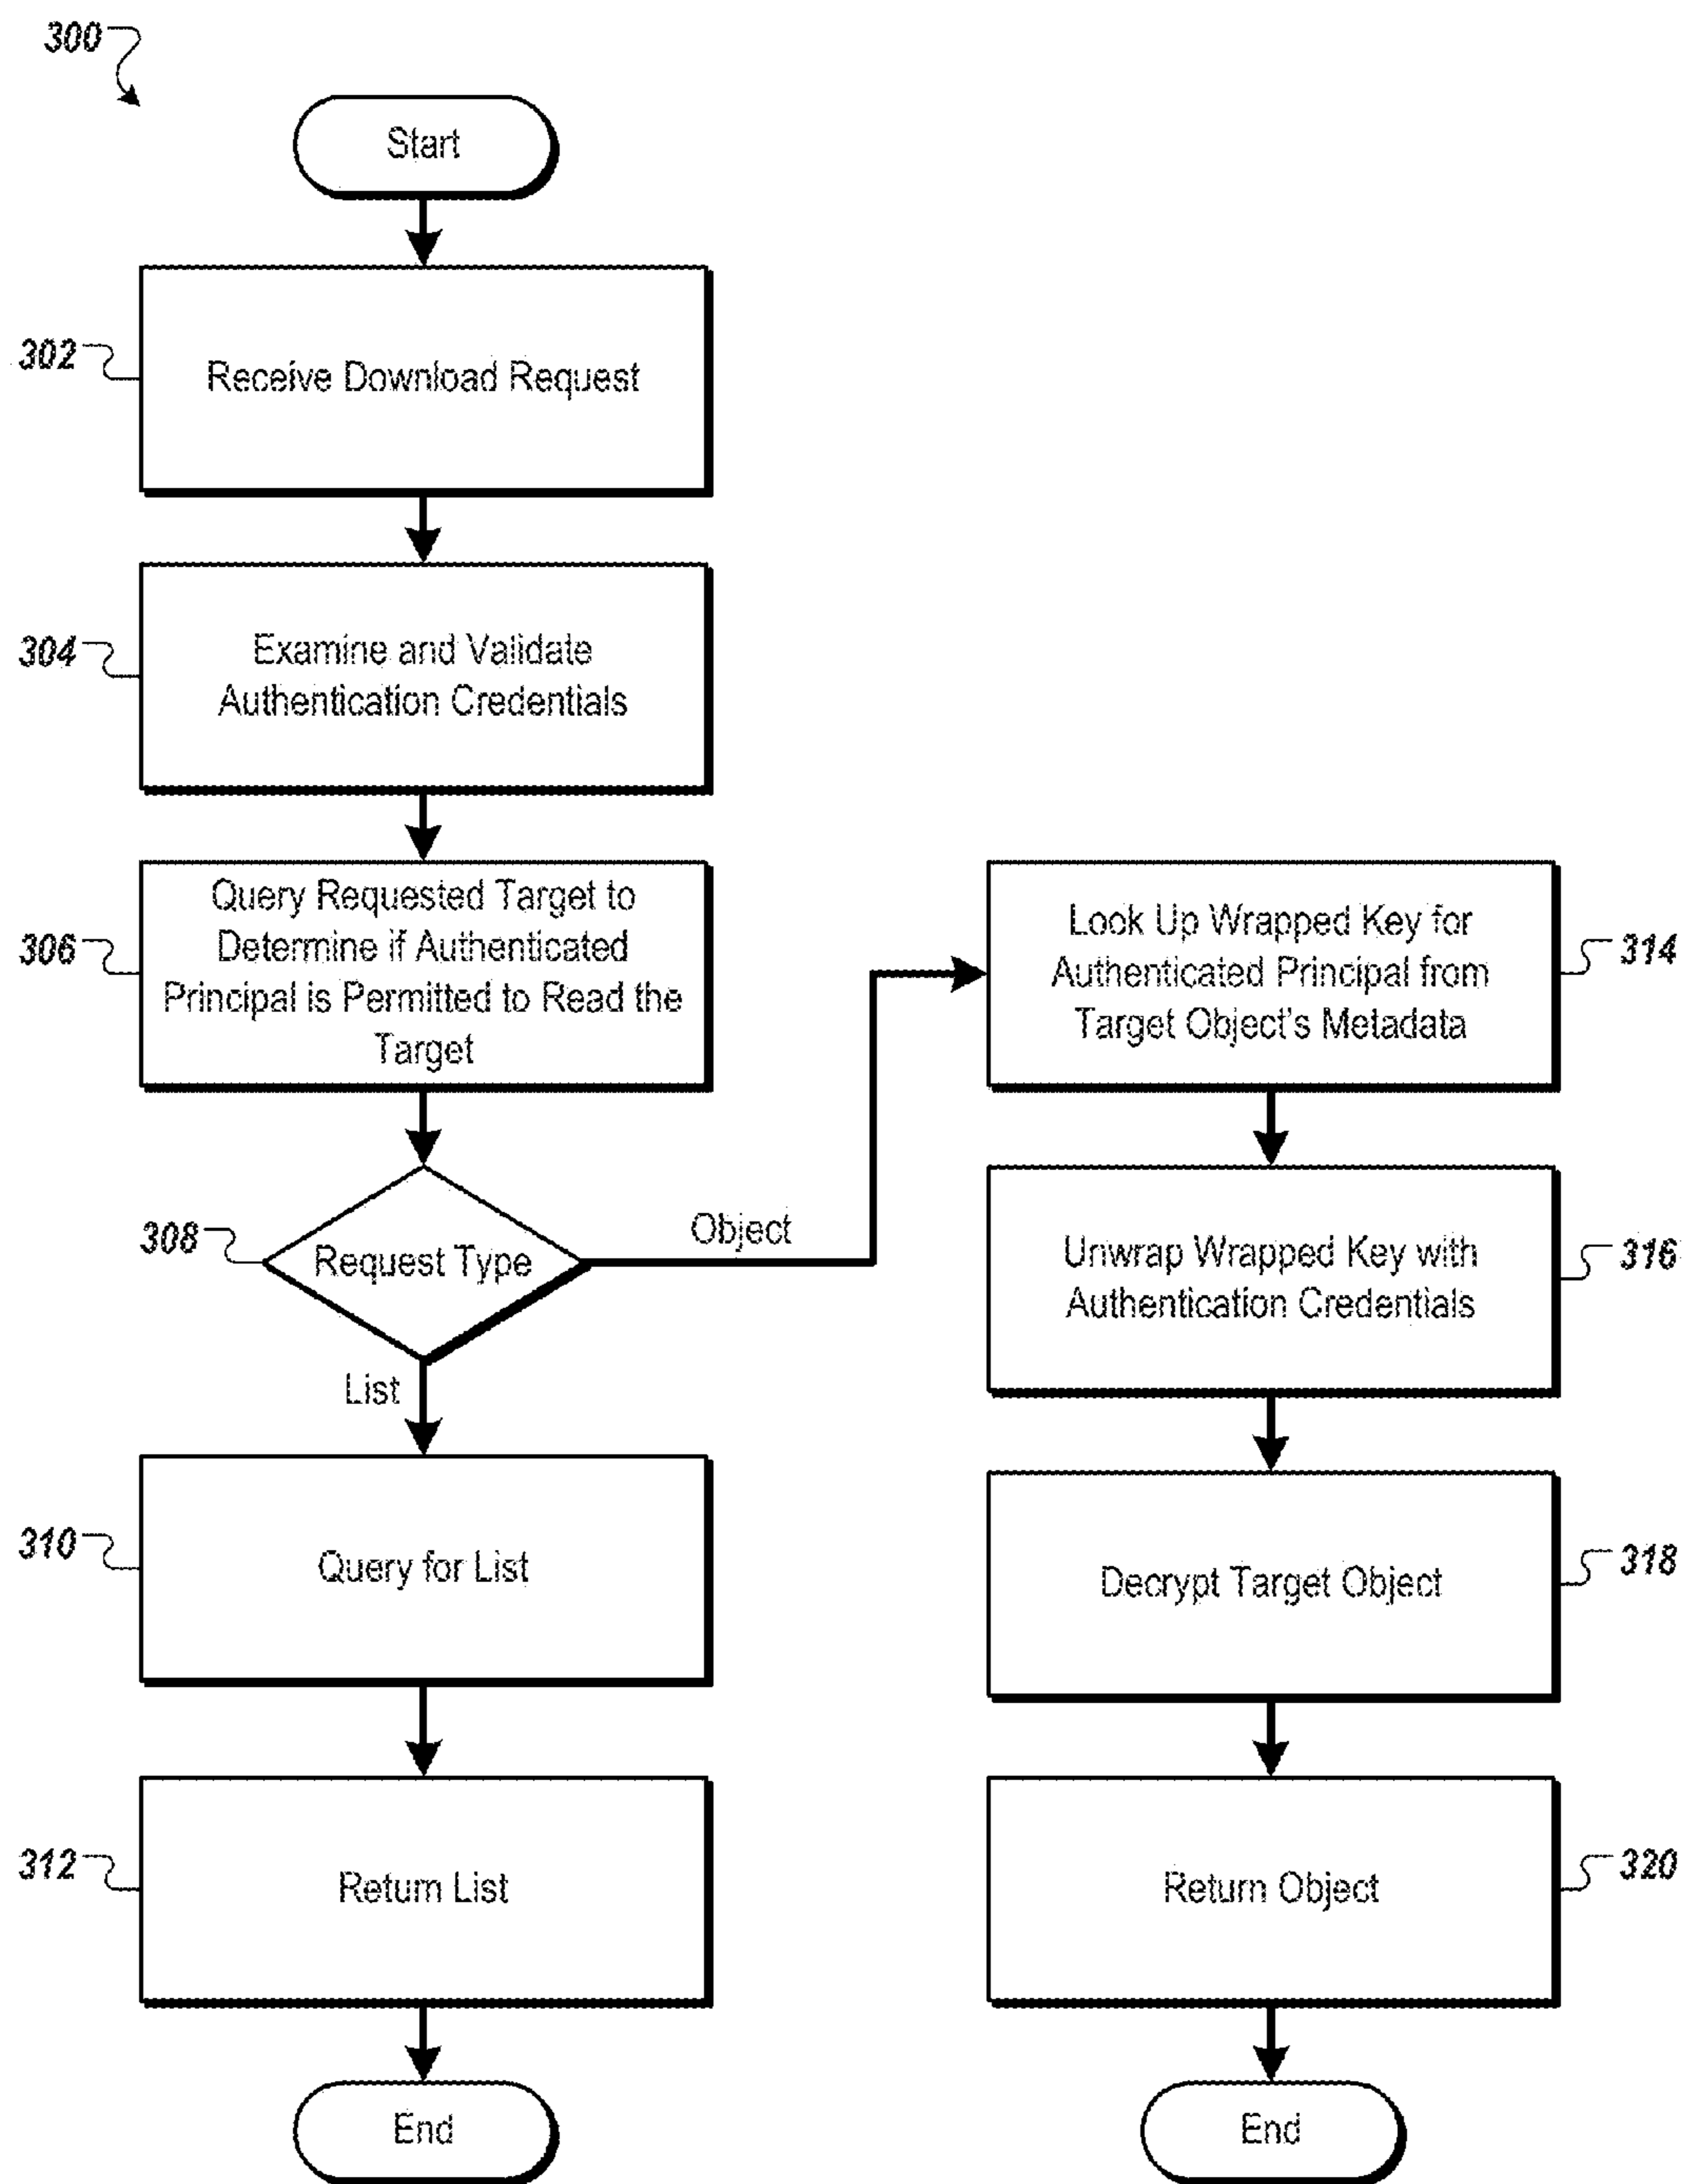 300
Start
302
Receive Download Request
304
Examine and Validate
Authentication Credentials
306
Query Requested Target to
Determine if Authenticated
Principal is Permitted to Read the
Target
308
Request Type
Object
List
310
Query for List
312
Return List
End
314
Look Up Wrapped Key for
Authenticated Principal from
Target Object's Metadata
316
Unwrap Wrapped Key with
Authentication Credentials
318
Decrypt Target Object
320
Return Object
End